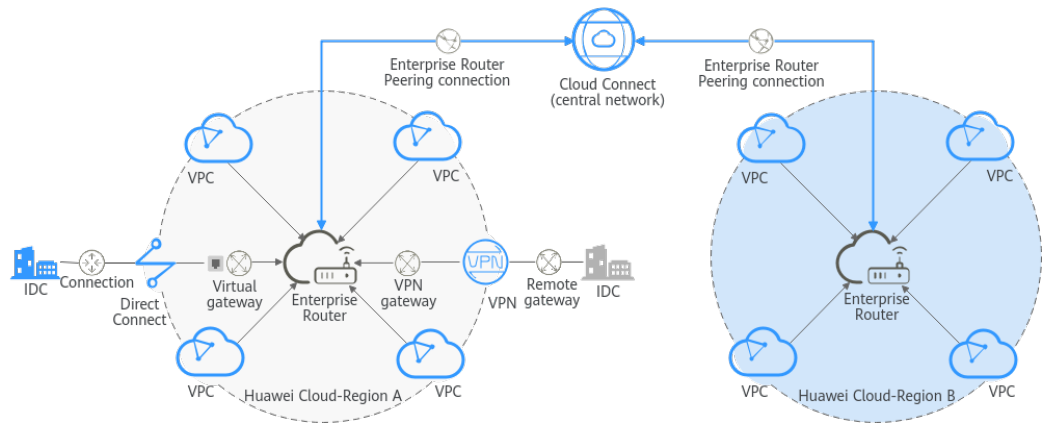 Enterprise Router
Peering connection
Cloud Connect
(central network)
Enterprise Router
Peering connection
VPC
VPC
IDC
Connection
Direct
Connect
Virtual
gateway
Enterprise
Router
VPN
gateway
VPN
VPN
Remote
gateway
IDC
VPC
VPC
Huawei Cloud-Region A
VPC
VPC
Enterprise
Router
VPC
VPC
Huawei Cloud-Region B